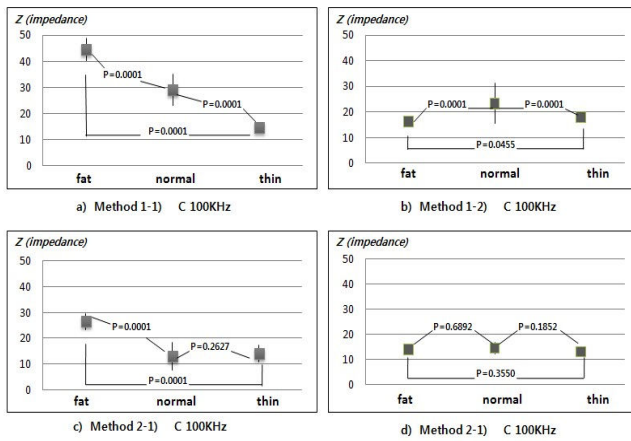 Z (impedance)
50
40
30
20
10
0
P=0.0001
P=0.0001
P=0.0001
fat normal thin
a) Method 1-1) C 100KHz
Z (impedance)
50
40
30
20
10
0
P=0.0001 P=0.0001
P=0.0455
fat normal thin
b) Method 1-2) C 100KHz
Z (impedance)
50
40
30
20
10
0
P=0.0001
P=0.2627
P=0.0001
fat normal thin
c) Method 2-1) C 100KHz
Z (impedance)
50
40
30
20
10
0
P=0.6892 P=0.1852
P=0.3550
fat normal thin
d) Method 2-1) C 100KHz